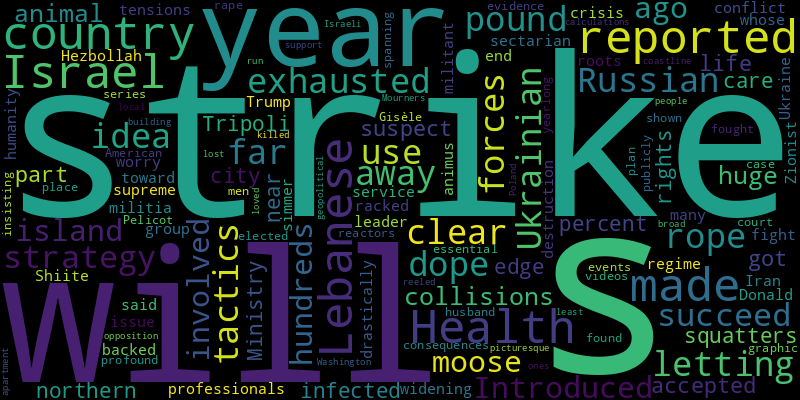 animal tensions rape Israeli evidence pound ago crisis conflict whose calculations
country year spanning militant sectarian reported
Hezbollah support end roots tensions
Israel exhausted Russian life care Ukraine
humanity series run Trump forces coastline
strike
local Tripoli Mourners Gisèle people yearlong
idea building killed suspect animus Ukrainian shown publicly rights fought Zionist
American lost far use plan case
worry city away destruction huge
part toward men near simmer geopolitical Lebanese service Poland
insisting place supreme loved racked many court
militia Pelicot group leader percent broad fight
island elected reactors clear rope got
strategy involved tactics Ministry hundreds drastically essential edge issue regime events
Will Shiite dope s made videos Iran
said reeled collisions found Donald
issue opposition husband Health least succeed
backed profound consequences squatters
apartment Washington moose picturesque graphic
northern professionals infected widening Introduced ones accepted letting